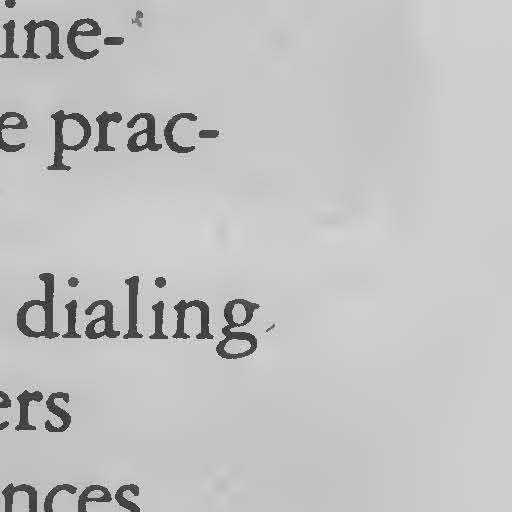 ine-
e prac-
dialing
ers
nces